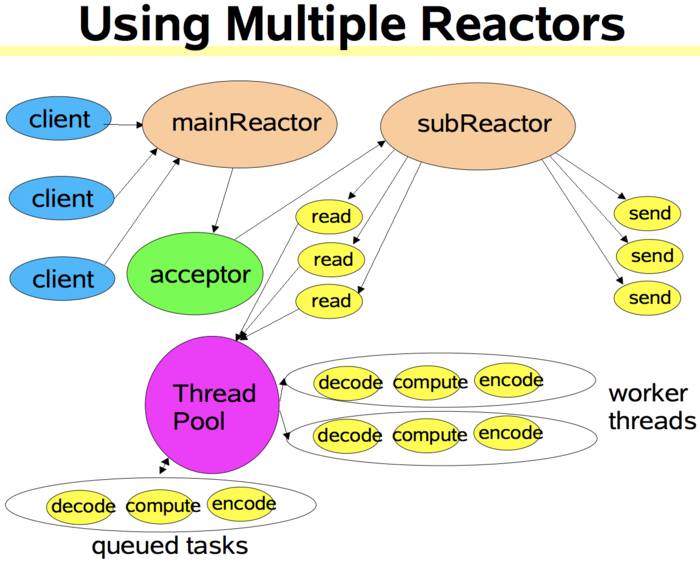 Using Multiple Reactors
client
mainReactor
subReactor
client
read
send
client
acceptor
read
send
read
send
Thread
Pool
decode compute encode
worker
threads
decode compute encode
decode compute encode
queued tasks